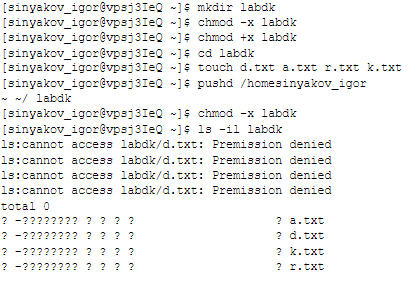 [sinyakov_igor@vpsj3IeQ ~]$ mkdir labdk
[sinyakov_igor@vpsj3IeQ ~]$ chmod -x labdk
[sinyakov_igor@vpsj3IeQ ~]$ chmod +x labdk
[sinyakov_igor@vpsj3IeQ ~]$ cd labdk
[sinyakov_igor@vpsj3IeQ ~]$ touch d.txt a.txt r.txt k.txt
[sinyakov_igor@vpsj3IeQ ~]$ pushd /homesinyakov_igor
~ ~/ labdk
[sinyakov_igor@vpsj3IeQ ~]$ chmod -x labdk
[sinyakov_igor@vpsj3IeQ ~]$ ls -il labdk
ls:cannot access labdk/d.txt: Premission denied
ls:cannot access labdk/d.txt: Premission denied
ls:cannot access labdk/d.txt: Premission denied
ls:cannot access labdk/d.txt: Premission denied
total 0
? -???????? ? ? ? ? ? a.txt
? -???????? ? ? ? ? ? d.txt
? -???????? ? ? ? ? ? k.txt
? -???????? ? ? ? ? ? r.txt